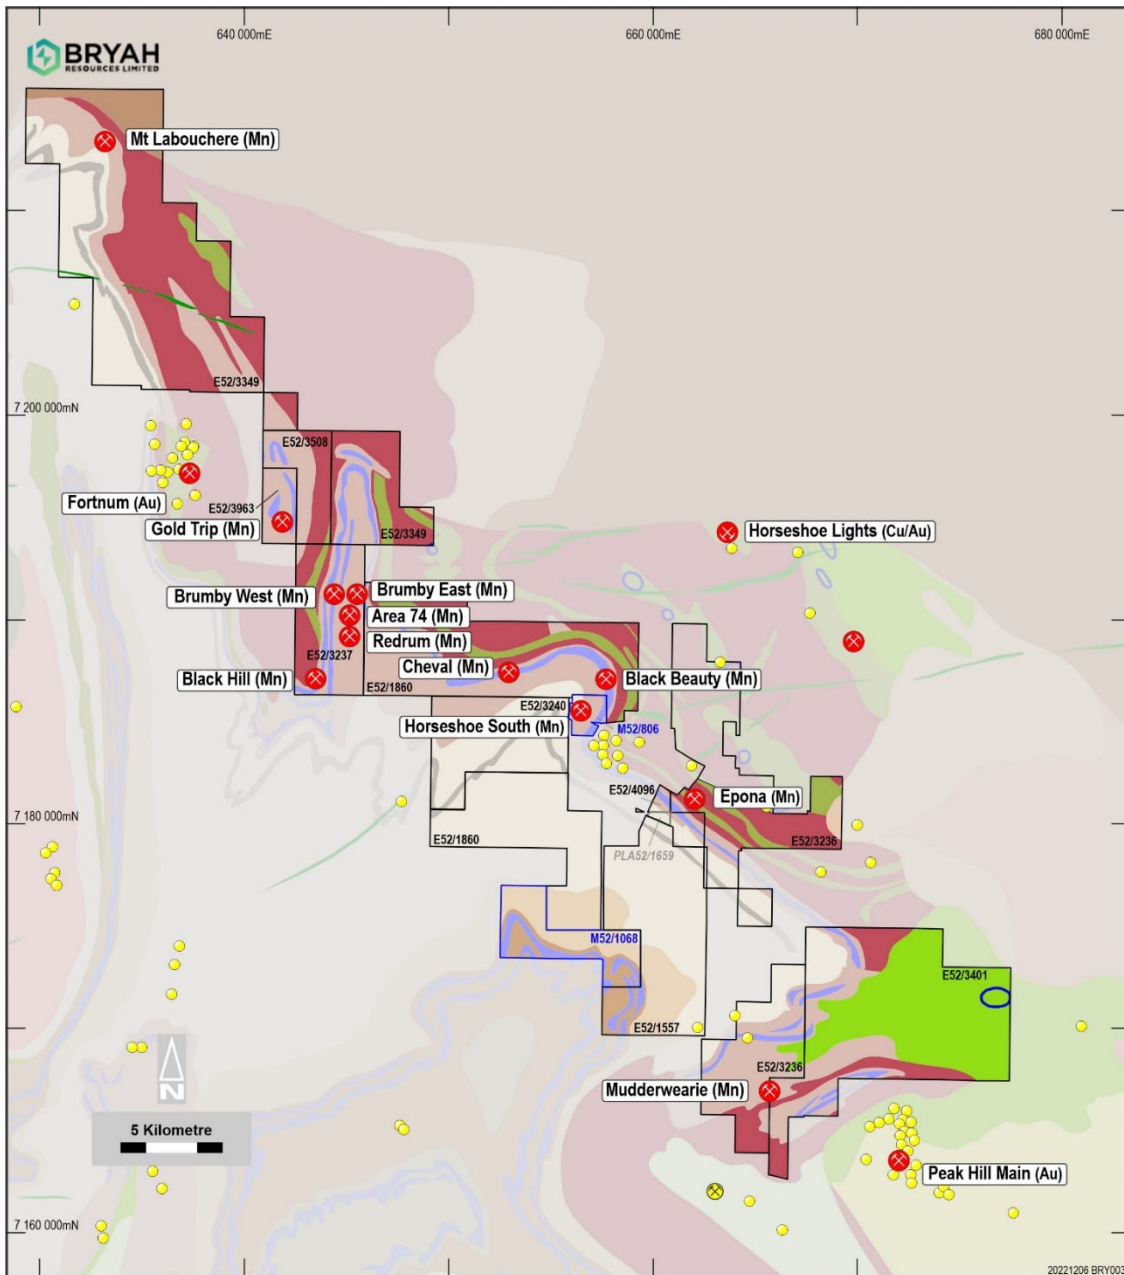 640 000mE
660 000mE
680 000mE
BRYAH
RESOURCES LIMITED
Mt Labouchere (Mn)
E52/3349
7 200 000mN
E52/3508
Fortnum (Au)
E52/3963
Gold Trip (Mn)
E52/3349
Horseshoe Lights (Cu/Au)
Brumby West (Mn)
Brumby East (Mn)
Area 74 (Mn)
Redrum (Mn)
E52/3237
Cheval (Mn)
Black Hill (Mn)
E52/1860
Black Beauty (Mn)
E52/3240
Horseshoe South (Mn)
M52/806
E52/4096
Epona (Mn)
7 180 000mN
E52/1860
PLA52/1659
E52/3236
M52/1068
E52/3401
E52/1557
E52/3236
Mudderwearie (Mn)
N
5 Kilometre
Peak Hill Main (Au)
7 160 000mN
20221206 BRY003